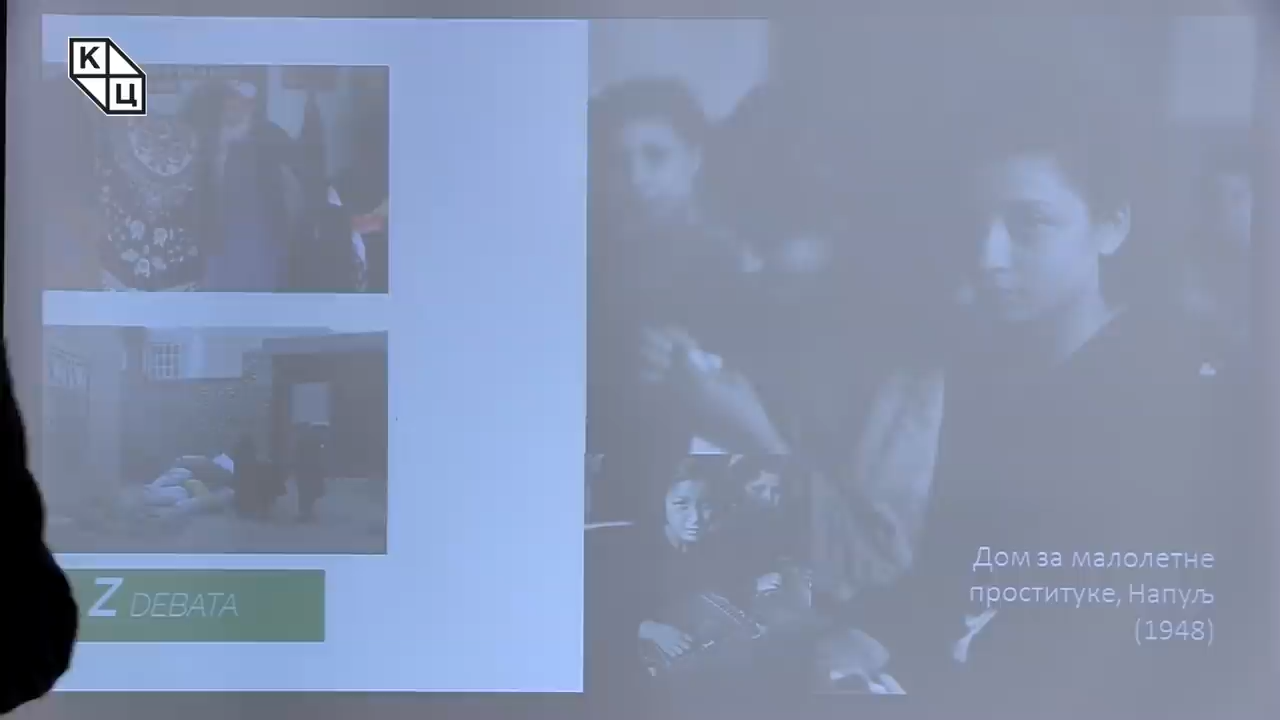 К
Ц
Z DEBATA
Дом за малолетне
проституке, Напуљ
(1948)